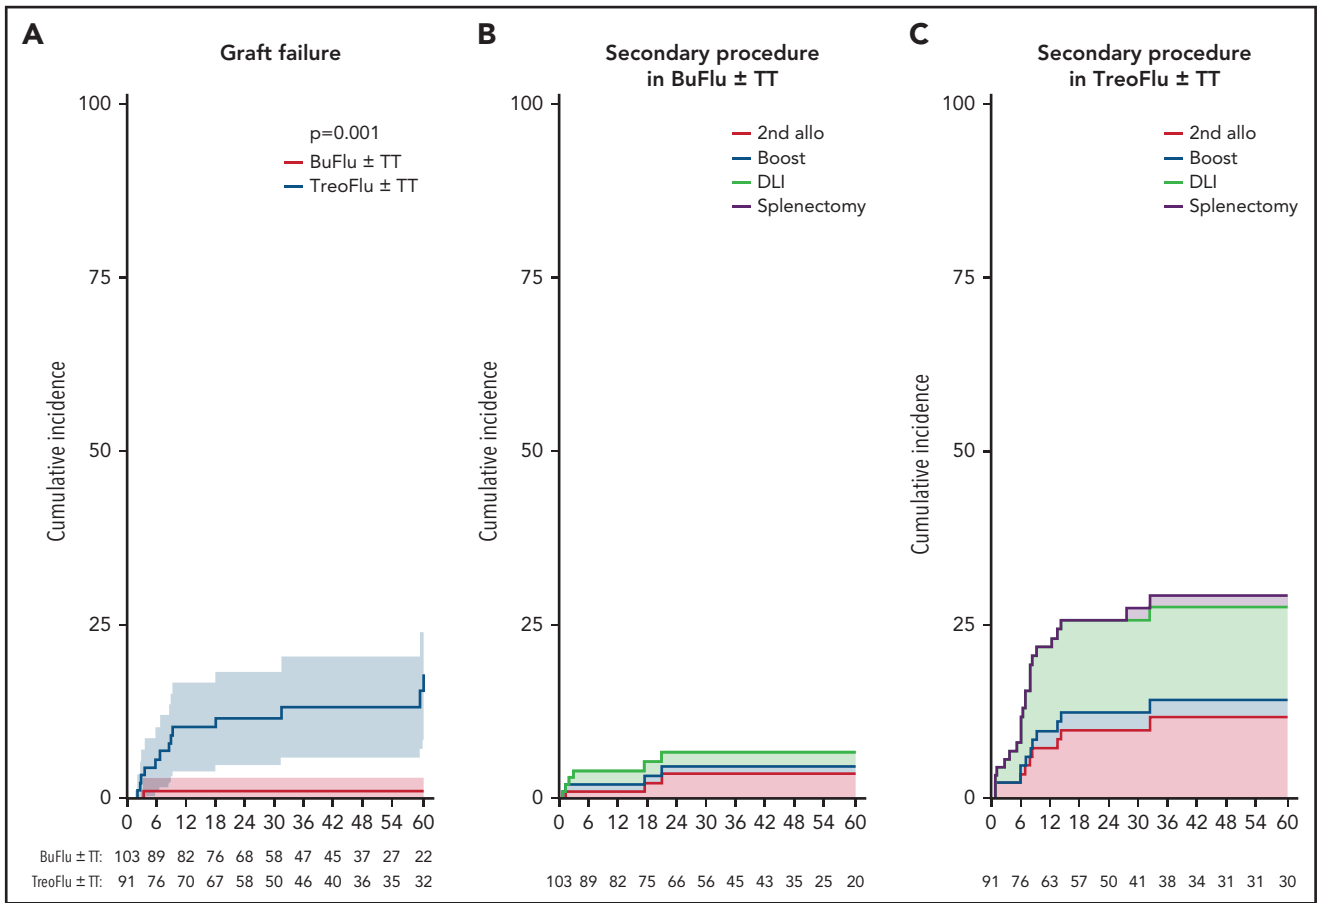 A
Graft failure
100
75
50
25
0
Cumulative incidence
p=0.001
BuFlu ± TT
TreoFlu ± TT
0 6 12 18 24 30 36 42 48 54 60
BuFlu ± TT: 103 89 82 76 68 58 47 45 37 27 22
TreoFlu ± TT: 91 76 70 67 58 50 46 40 36 35 32
B
Secondary procedure
in BuFlu ± TT
100
75
50
25
0
Cumulative incidence
2nd allo
Boost
DLI
Splenectomy
0 6 12 18 24 30 36 42 48 54 60
103 89 82 75 66 56 45 43 35 25 20
C
Secondary procedure
in TreoFlu ± TT
100
75
50
25
0
Cumulative incidence
2nd allo
Boost
DLI
Splenectomy
0 6 12 18 24 30 36 42 48 54 60
91 76 63 57 50 41 38 34 31 31 30